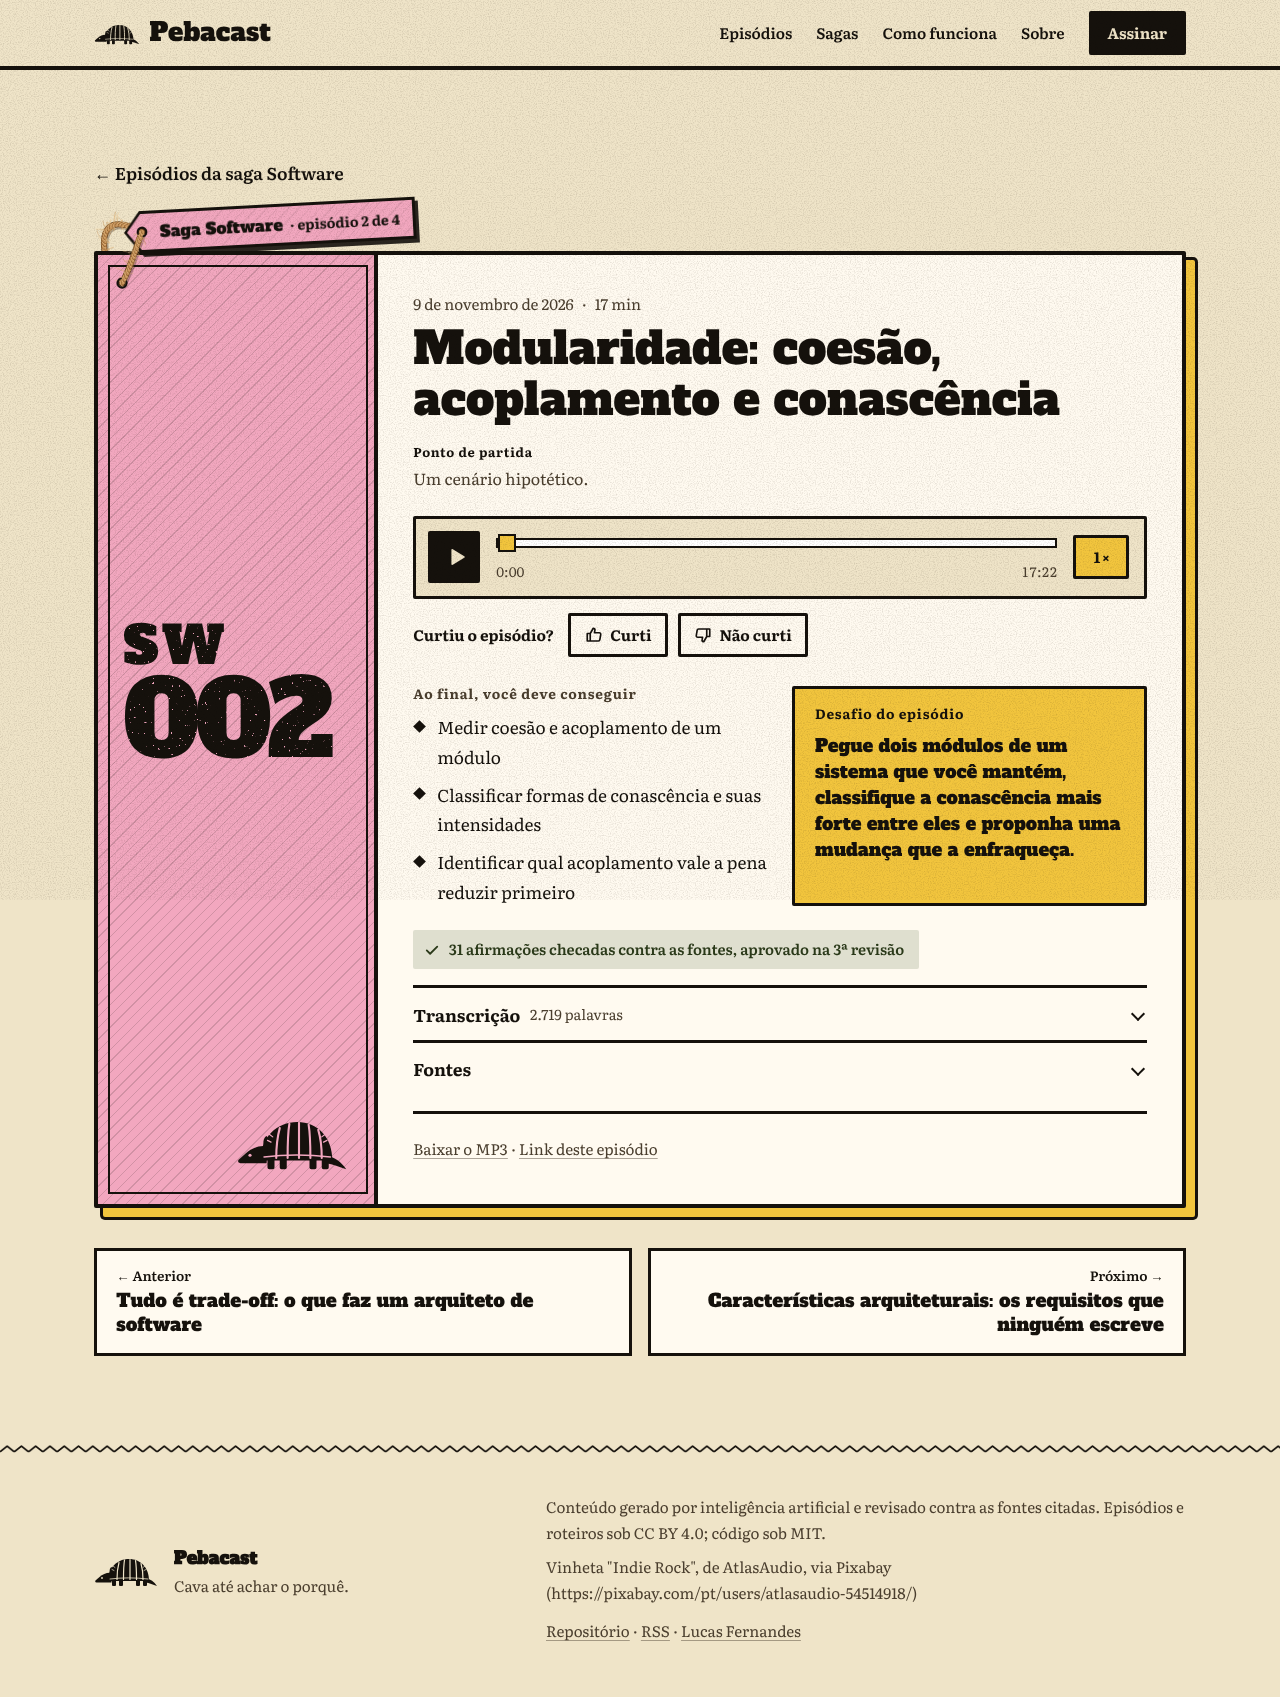 Pebacast
Episódios Sagas Como funciona Sobre Assinar
← Episódios da saga Software
Saga Software · episódio 2 de 4
SW
002
9 de novembro de 2026 · 17 min
Modularidade: coesão,
acoplamento e conascência
Ponto de partida
Um cenário hipotético.
0:00 17:22 1×
Curtiu o episódio? Curti Não curti
Ao final, você deve conseguir
Medir coesão e acoplamento de um
módulo
Classificar formas de conascência e suas
intensidades
Identificar qual acoplamento vale a pena
reduzir primeiro
Desafio do episódio
Pegue dois módulos de um
sistema que você mantém,
classifique a conascência mais
forte entre eles e proponha uma
mudança que a enfraqueça.
31 afirmações checadas contra as fontes, aprovado na 3ª revisão
Transcrição 2.719 palavras
Fontes
Baixar o MP3 · Link deste episódio
← Anterior
Tudo é trade-off: o que faz um arquiteto de
software
Próximo →
Características arquiteturais: os requisitos que
ninguém escreve
Pebacast
Cava até achar o porquê.
Conteúdo gerado por inteligência artificial e revisado contra as fontes citadas. Episódios e
roteiros sob CC BY 4.0; código sob MIT.
Vinheta "Indie Rock", de AtlasAudio, via Pixabay
(https://pixabay.com/pt/users/atlasaudio-54514918/)
Repositório · RSS · Lucas Fernandes